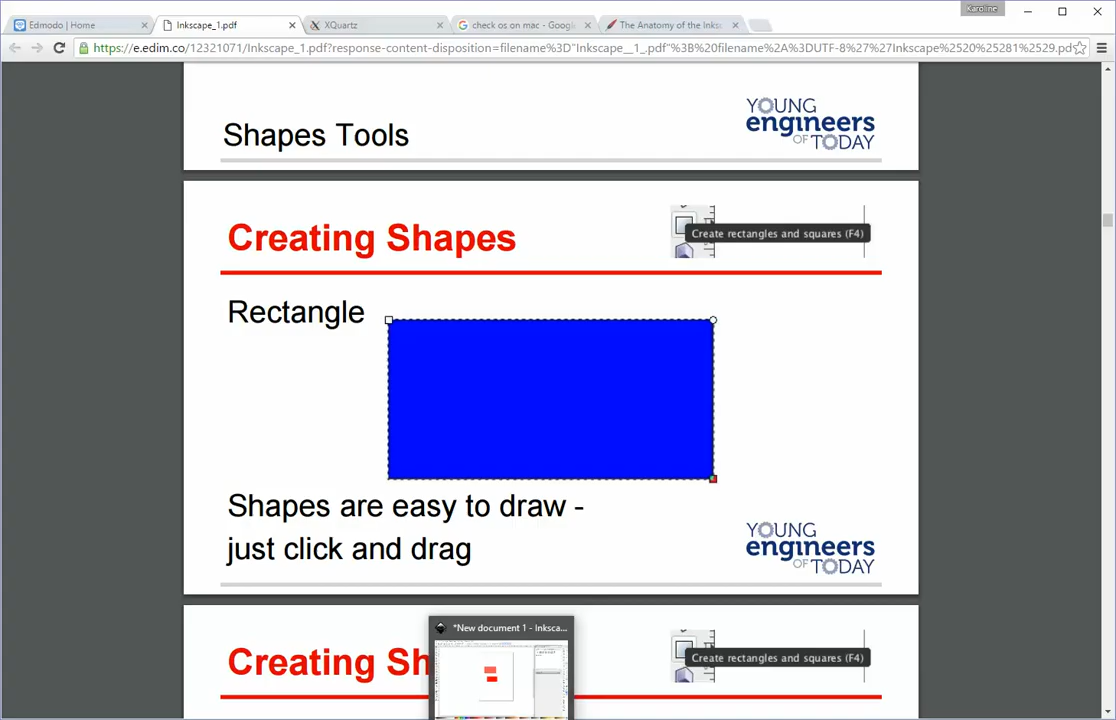 Karoline
Edmodo | Home
Inkscape_1.pdf
XQuartz
check os on mac - Goog
The Anatomy of the Inks
https://e.edim.co/12321071/Inkscape_1.pdf?response-content-disposition=filename%3D"Inkscape__1_.pdf"%3B%20filename%2A%3DUTF-8%27%27Inkscape%2520%25281%2529.pd
Shapes Tools
YOUNG
engineers
OF TODAY
Creating Shapes
Create rectangles and squares (F4)
Rectangle
Shapes are easy to draw -
just click and drag
YOUNG
engineers
OF TODAY
*New document 1 - Inksca...
Creating Sh
Create rectangles and squares (F4)